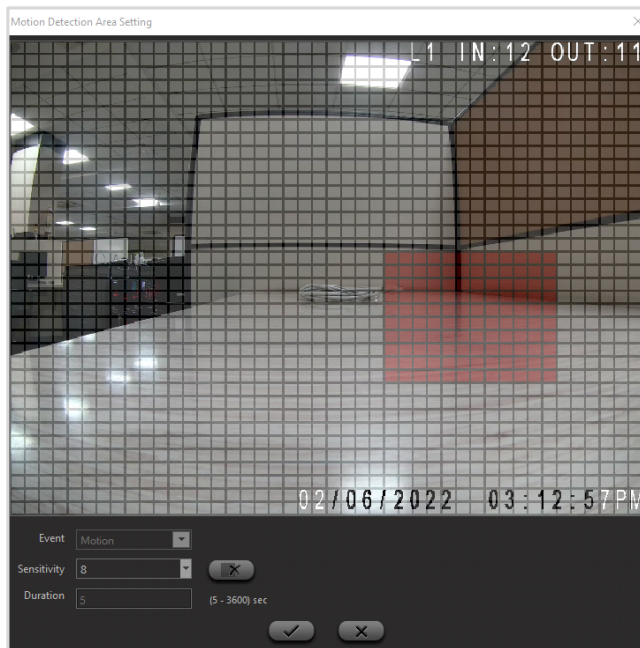 Motion Detection Area Setting
L1 IN:12 OUT:11
02/06/2022 03:12:57PM
Event Motion
Sensitivity 8
Duration 5 (5 - 3600) sec